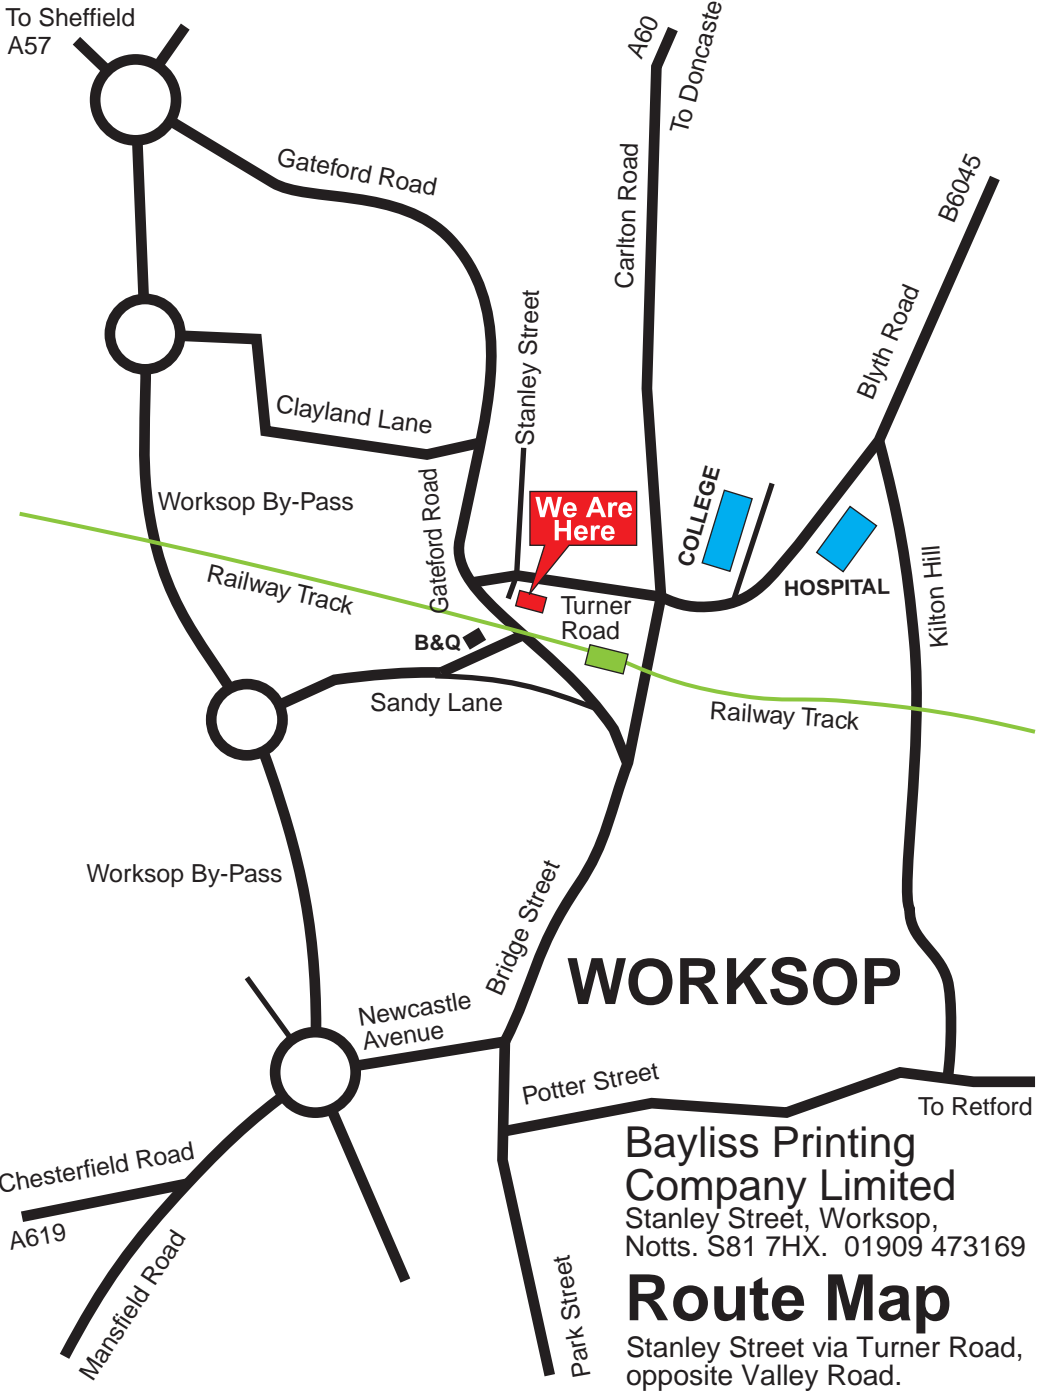 To Sheffield
A57
A60
To Doncaste
Gateford Road
Carlton Road
B6045
Blyth Road
Stanley Street
Clayland Lane
Gateford Road
Worksop By-Pass
We Are
Here
COLLEGE
HOSPITAL
Kilton Hill
Railway Track
Turner
Road
B&Q
Sandy Lane
Railway Track
Worksop By-Pass
Bridge Street
WORKSOP
Newcastle
Avenue
Potter Street
To Retford
Chesterfield Road
A619
Mansfield Road
Park Street
Bayliss Printing
Company Limited
Stanley Street, Worksop,
Notts. S81 7HX. 01909 473169
Route Map
Stanley Street via Turner Road,
opposite Valley Road.